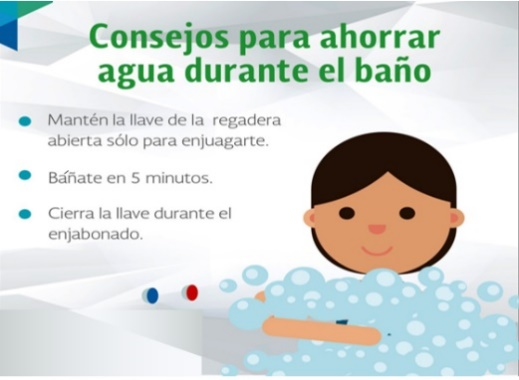 Consejos para ahorrar
agua durante el baño
Mantén la llave de la regadera
abierta sólo para enjuagarte.
Báñate en 5 minutos.
Cierra la llave durante el
enjabonado.